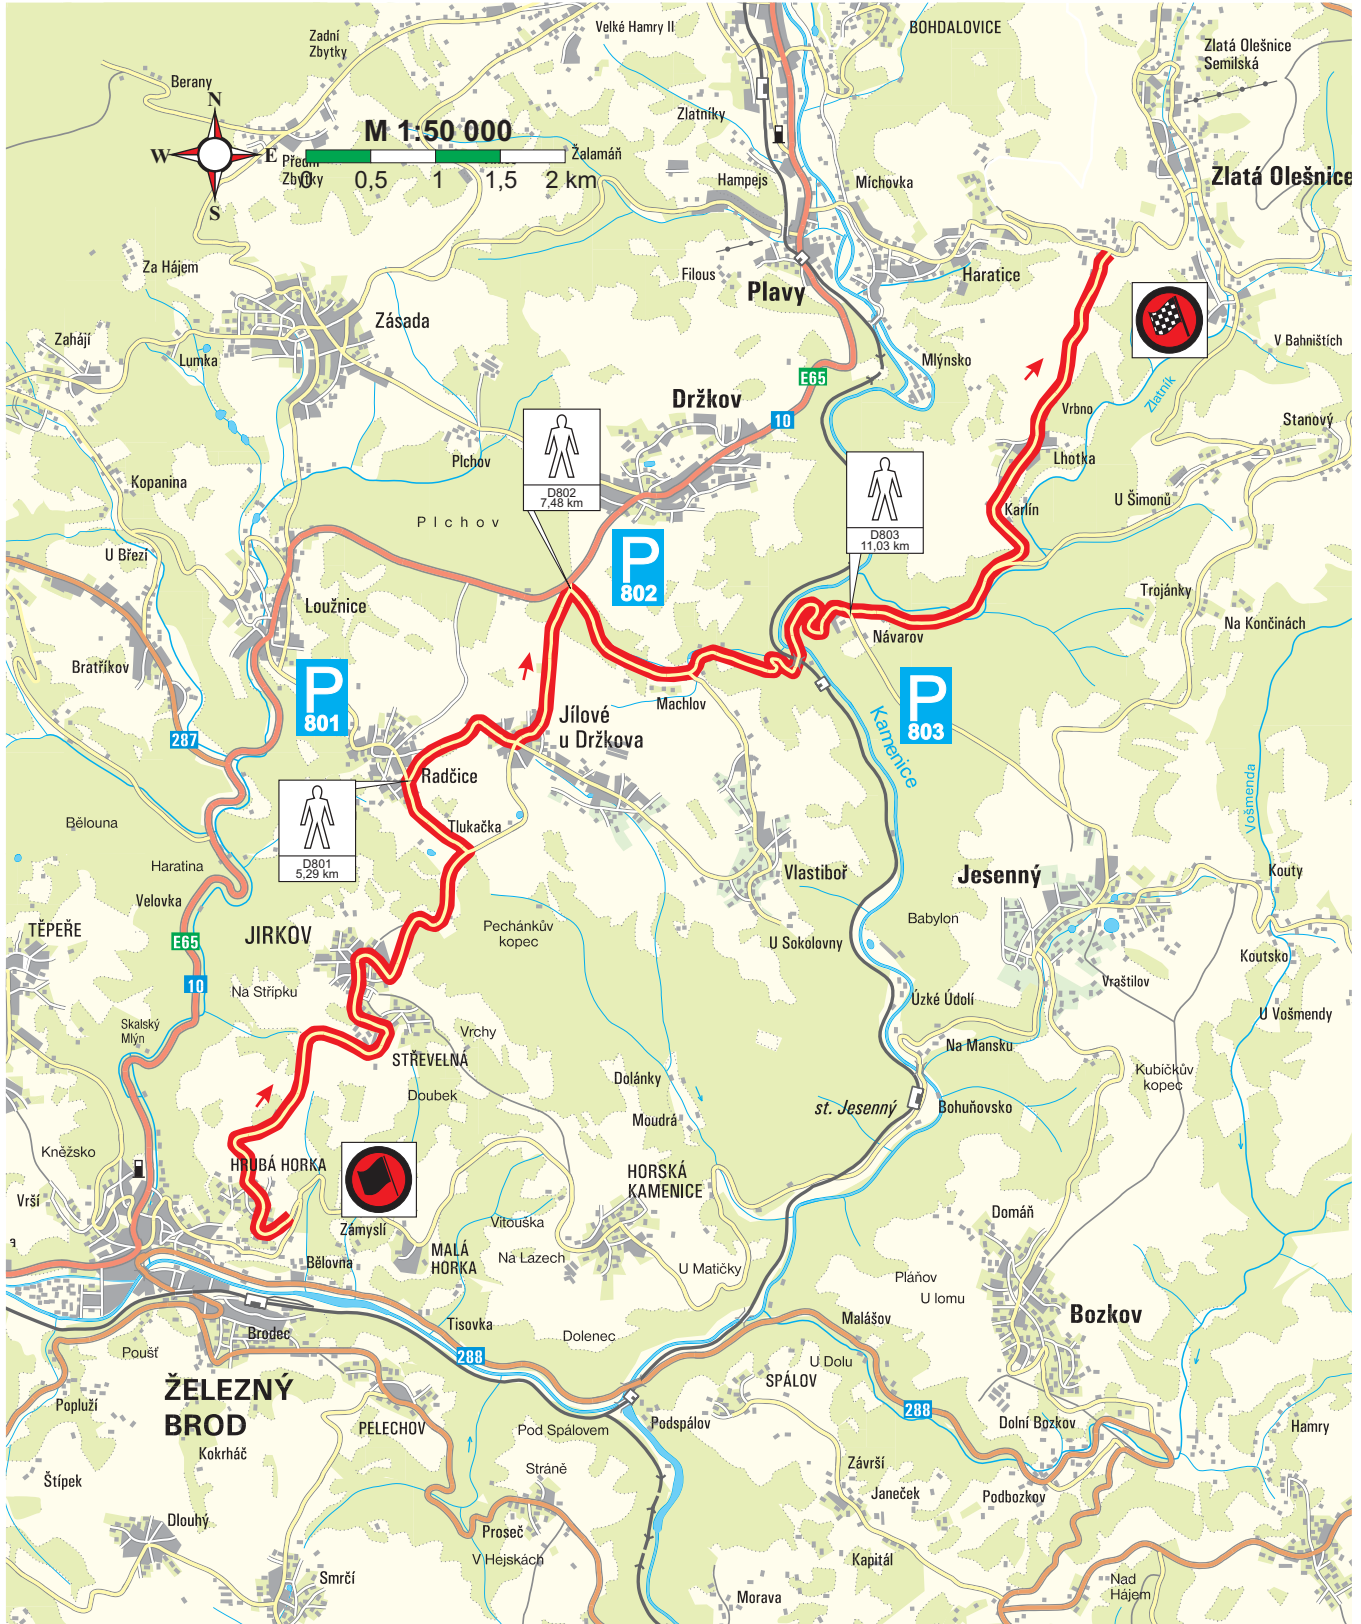 Zadní
Zbytky
Velké Hamry II
BOHDALOVICE
Zlatá Olešnice
Semilská
Berany
N
Zlatníky
M 1:50 000
W
E
Přední
Zbytky
Žalamáň
0
0,5
1
1,5
2 km
S
Hampejs
Míchovka
Zlatá Olešnice
Za Hájem
Filous
Plavy
Haratice
Zásada
Zahájí
Lumka
V Bahništích
Mlýnsko
E65
Držkov
10
Vrbno
Zlatník
Stanový
Plchov
Lhotka
Kopanina
D802
7,48 km
U Šimonů
Karlín
Plchov
D803
11,03 km
U Březí
P
802
Loužnice
Trojánky
Na Končinách
Návarov
Bratříkov
P
801
Machlov
P
803
Jílové
u Držkova
287
Kamenice
Radčice
Vošmenda
Bělouna
Tlukačka
D801
5,29 km
Haratina
Vlastiboř
Jesenný
Kouty
Velovka
TĚPEŘE
JIRKOV
Pechánkův
kopec
Babylon
E65
U Sokolovny
Koutsko
10
Na Střípku
Vraštilov
Úzké Údolí
U Vošmendy
Skalský
Mlýn
Vrchy
Na Mansku
STŘEVELNÁ
Kubičkův
kopec
Dolánky
Doubek
st. Jesenný
Bohuňovsko
Moudrá
Kněžsko
HRUBÁ HORKA
HORSKÁ
KAMENICE
Vrší
Domáň
Vitouška
Zámyslí
MALÁ
HORKA
Na Lazech
Bělovna
U Matičky
Pláňov
U lomu
Bozkov
Malášov
Tisovka
Dolenec
Brodec
Poušť
288
U Dolu
SPÁLOV
ŽELEZNÝ
BROD
Popluží
288
Dolní Bozkov
PELECHOV
Podspálov
Hamry
Pod Spálovem
Kokrháč
Závrší
Stráně
Štípek
Janeček
Podbozkov
Dlouhý
Proseč
V Hejskách
Kapitál
Smrčí
Nad
Hájem
Morava